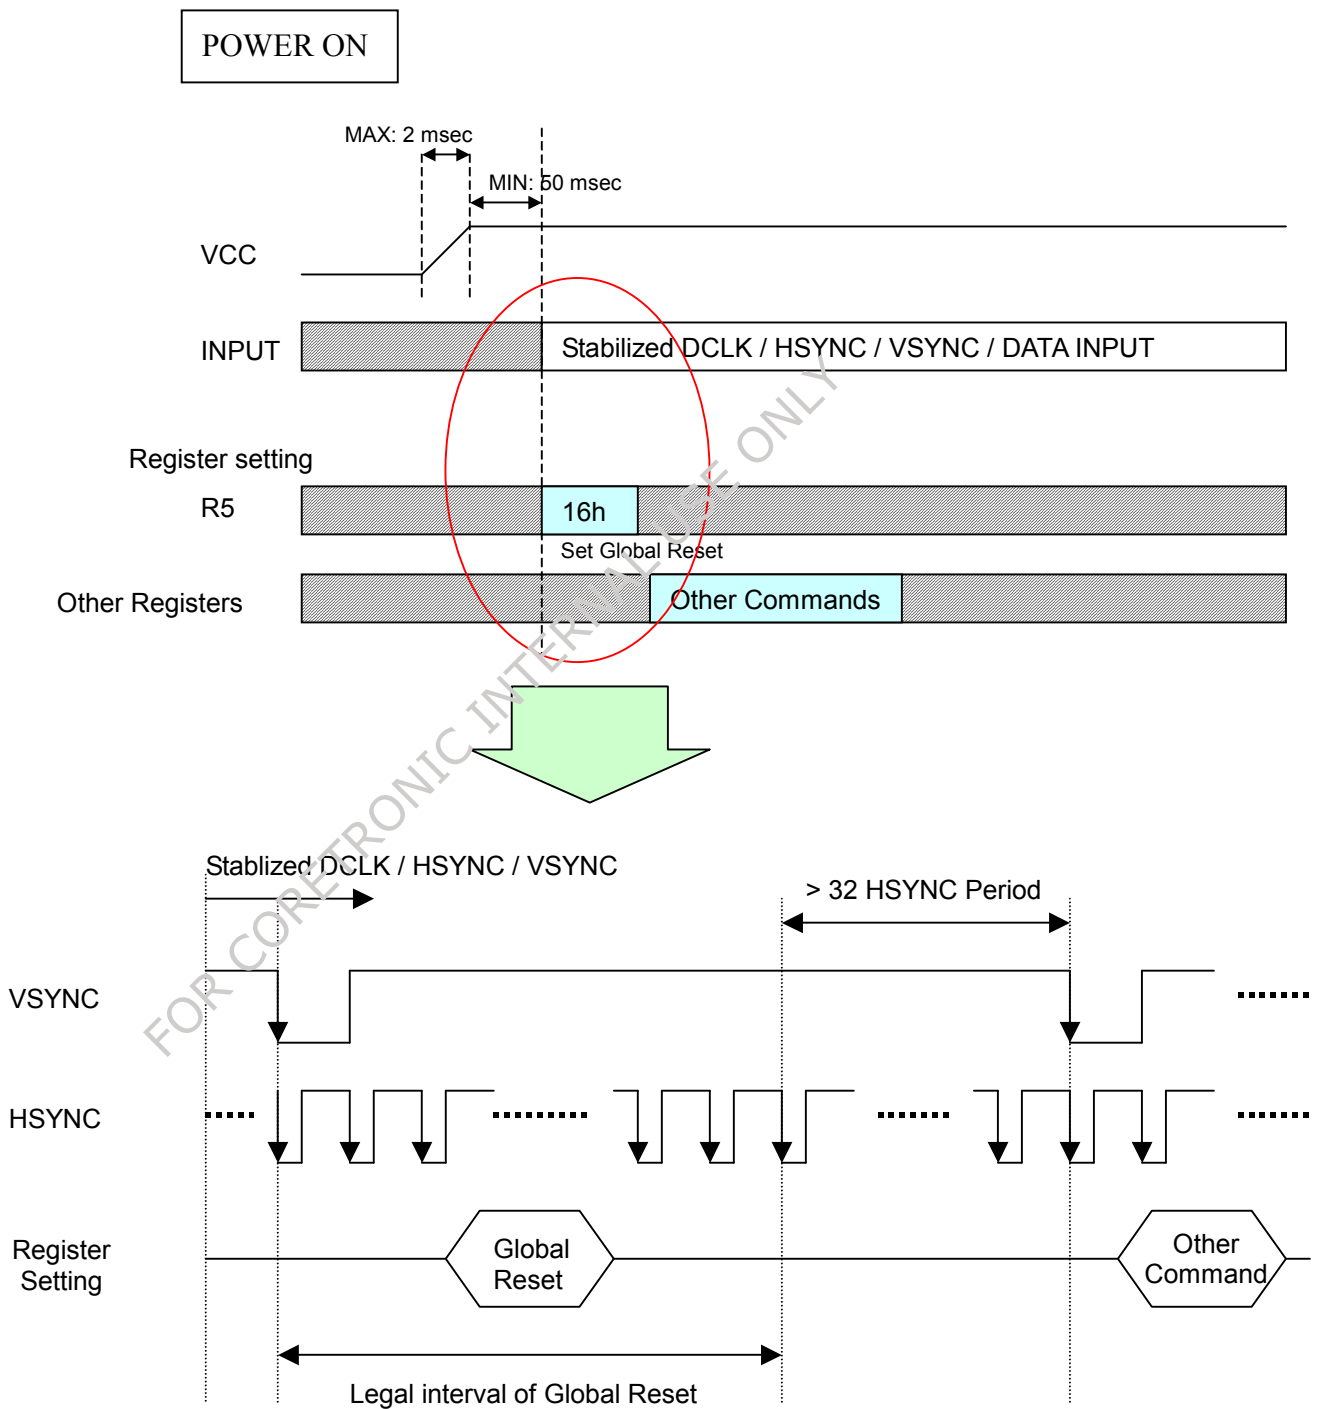 POWER ON
MAX: 2 msec
MIN: 50 msec
VCC
INPUT
Stabilized DCLK / HSYNC / VSYNC / DATA INPUT
Register setting
R5
16h
Set Global Reset
Other Registers
Other Commands
FOR CORETRONIC INTERNAL USE ONLY
Stablized DCLK / HSYNC / VSYNC
> 32 HSYNC Period
VSYNC
HSYNC
Register
Setting
Global
Reset
Other
Command
Legal interval of Global Reset